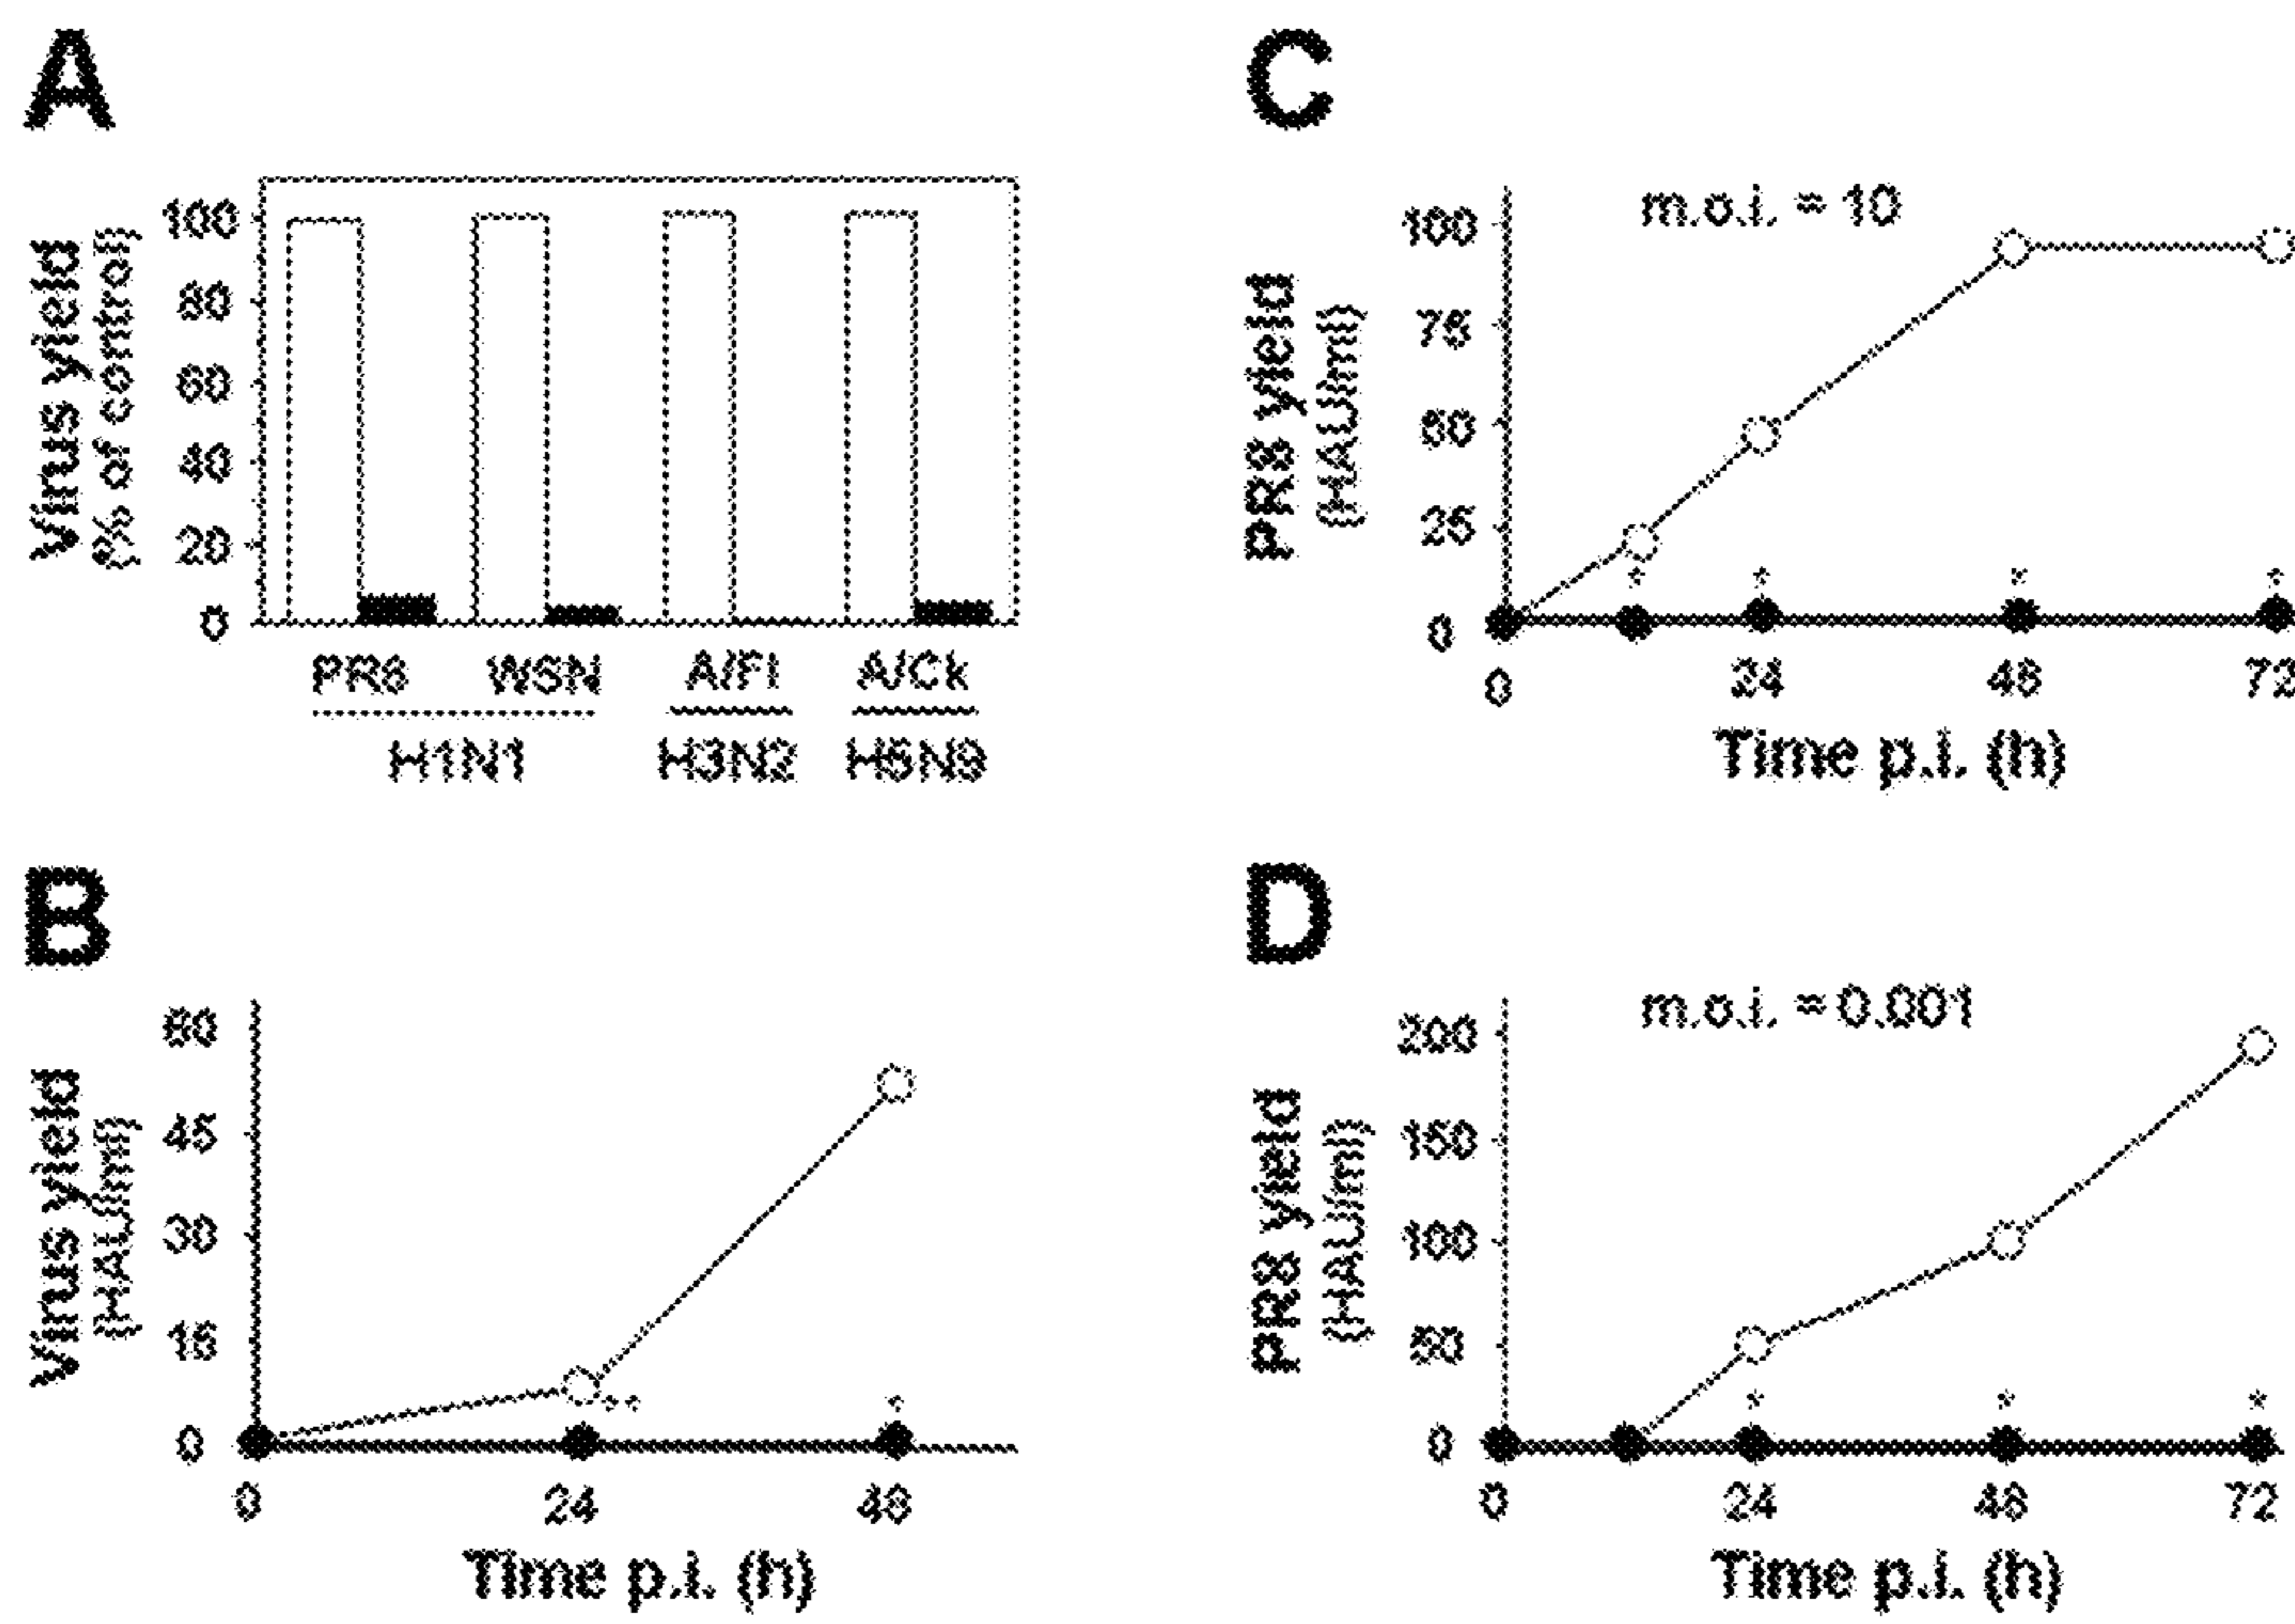 A
Virus yield
(% of control)
100
80
60
40
20
0
PR8 WSN A/FI A/Ck
H1N1 H3N2 H5N9
B
Virus yield
(HAU/ml)
60
45
30
15
0
0 24 48
Time p.i. (h)
C
m.o.i. = 10
PR8 yield
(HAU/ml)
100
75
50
25
0
* * * *
0 24 48 72
Time p.i. (h)
D
m.o.i. = 0.001
PR8 yield
(HAU/ml)
200
150
100
50
0
* * *
0 24 48 72
Time p.i. (h)